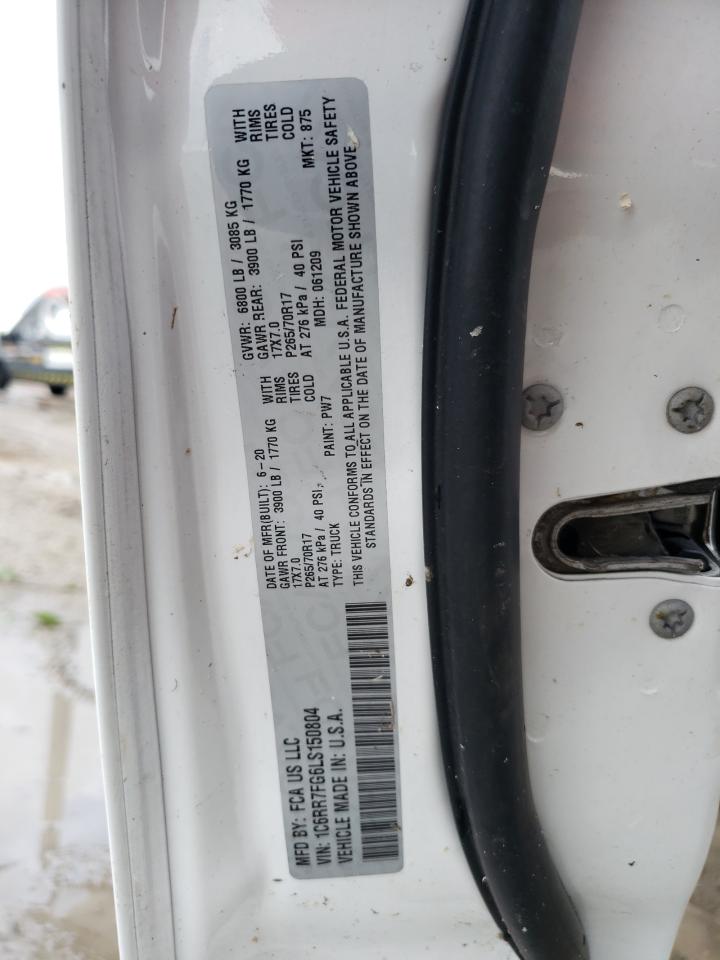 MFD BY: FCA US LLC
VIN: 1C6RR7FG6LS150804
VEHICLE MADE IN: U.S.A.
DATE OF MFR(BUILT): 6-20
GAWR FRONT: 3900 LB / 1770 KG WITH
17X7.0 RIMS
P265/70R17 TIRES
AT 276 kPa / 40 PSI COLD
TYPE: TRUCK PAINT: PW7
GVWR: 6800 LB / 3085 KG
GAWR REAR: 3900 LB / 1770 KG WITH
17X7.0 RIMS
P265/70R17 TIRES
AT 276 kPa / 40 PSI COLD
MDH: 061209 MKT: 875
THIS VEHICLE CONFORMS TO ALL APPLICABLE U.S.A. FEDERAL MOTOR VEHICLE SAFETY
STANDARDS IN EFFECT ON THE DATE OF MANUFACTURE SHOWN ABOVE